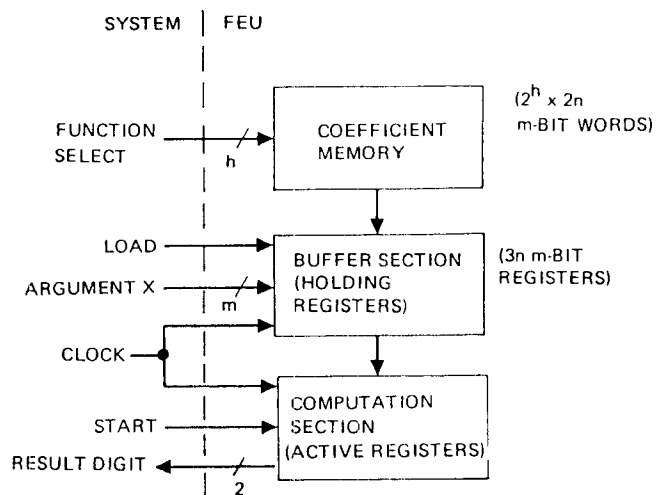 SYSTEM
FEU
FUNCTION
SELECT
h
COEFFICIENT
MEMORY
(2^h x 2n
m-BIT WORDS)
LOAD
ARGUMENT X
m
BUFFER SECTION
(HOLDING
REGISTERS)
(3n m-BIT
REGISTERS)
CLOCK
START
RESULT DIGIT
2
COMPUTATION
SECTION
(ACTIVE REGISTERS)